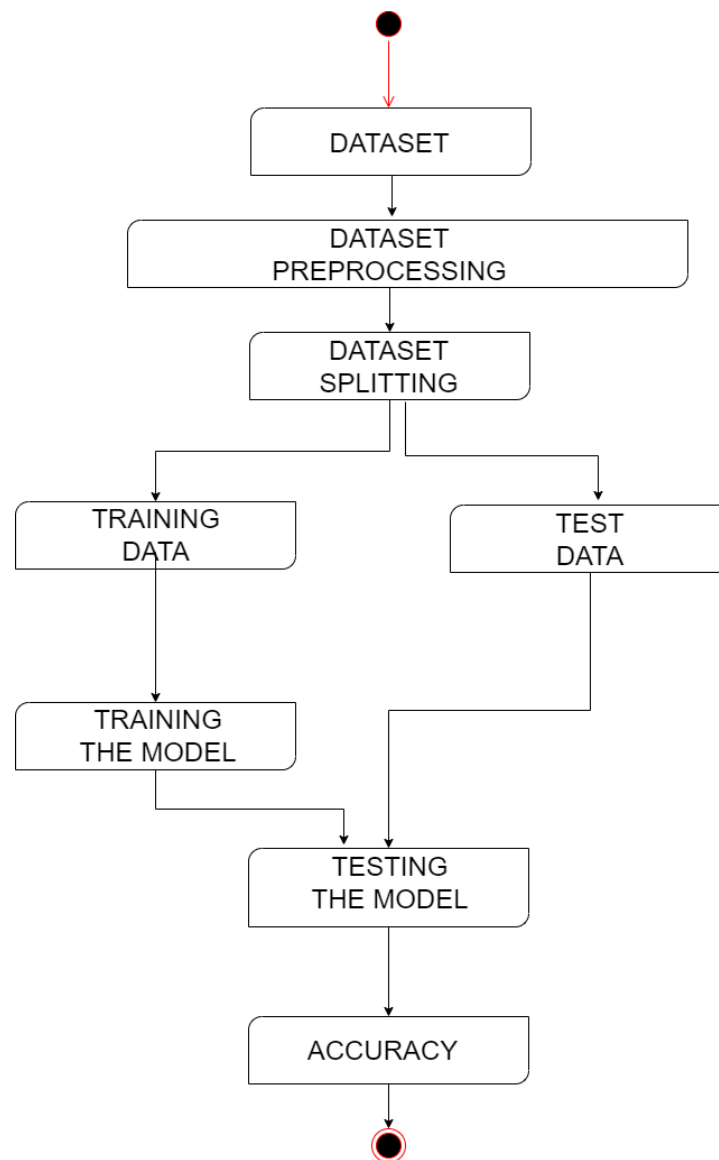 DATASET
DATASET
PREPROCESSING
DATASET
SPLITTING
TRAINING
DATA
TEST
DATA
TRAINING
THE MODEL
TESTING
THE MODEL
ACCURACY